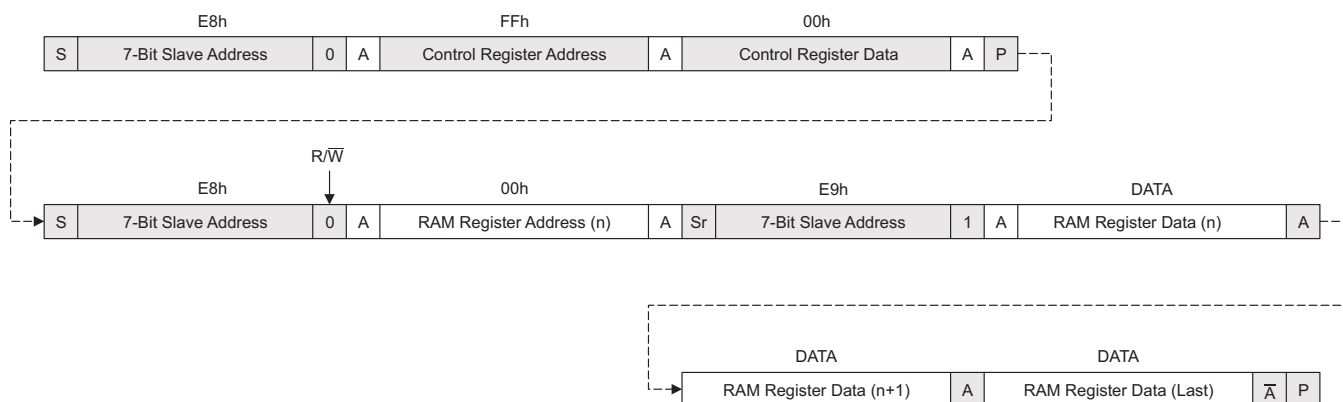 E8h FFh 00h
S 7-Bit Slave Address 0 A Control Register Address A Control Register Data A P
R/W̅
E8h 00h E9h DATA
S 7-Bit Slave Address 0 A RAM Register Address (n) A Sr 7-Bit Slave Address 1 A RAM Register Data (n) A
DATA DATA
RAM Register Data (n+1) A RAM Register Data (Last) A̅ P